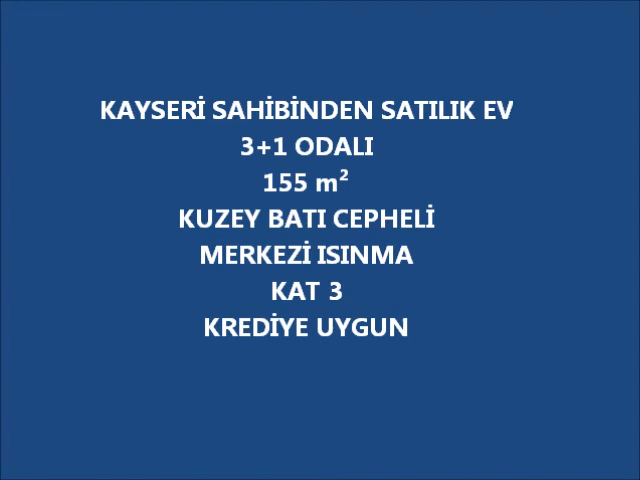 KAYSERİ SAHİBİNDEN SATILIK EV
3+1 ODALI
155 m²
KUZEY BATI CEPHELİ
MERKEZİ ISINMA
KAT 3
KREDİYE UYGUN